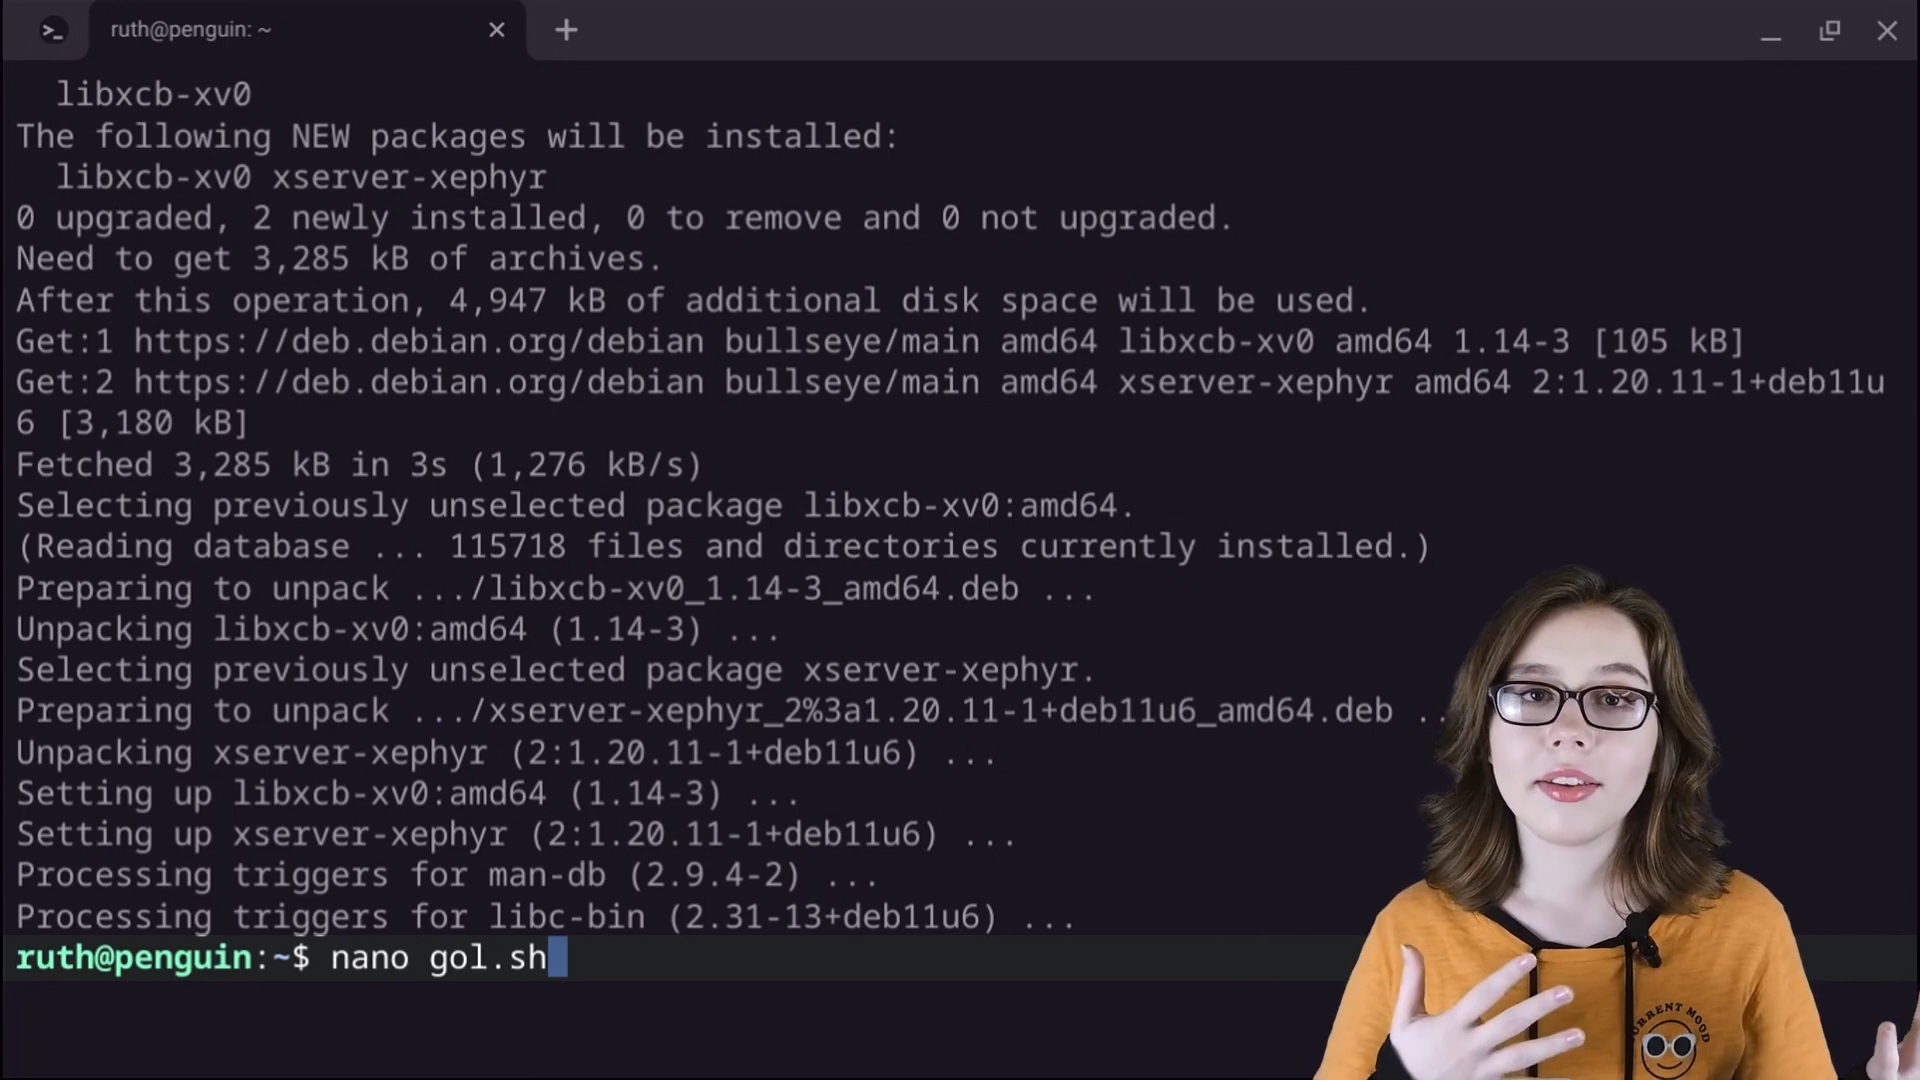 ruth@penguin: ~
libxcb-xv0
The following NEW packages will be installed:
libxcb-xv0 xserver-xephyr
0 upgraded, 2 newly installed, 0 to remove and 0 not upgraded.
Need to get 3,285 kB of archives.
After this operation, 4,947 kB of additional disk space will be used.
Get:1 https://deb.debian.org/debian bullseye/main amd64 libxcb-xv0 amd64 1.14-3 [105 kB]
Get:2 https://deb.debian.org/debian bullseye/main amd64 xserver-xephyr amd64 2:1.20.11-1+deb11u
6 [3,180 kB]
Fetched 3,285 kB in 3s (1,276 kB/s)
Selecting previously unselected package libxcb-xv0:amd64.
(Reading database ... 115718 files and directories currently installed.)
Preparing to unpack .../libxcb-xv0_1.14-3_amd64.deb ...
Unpacking libxcb-xv0:amd64 (1.14-3) ...
Selecting previously unselected package xserver-xephyr.
Preparing to unpack .../xserver-xephyr_2%3a1.20.11-1+deb11u6_amd64.deb ..
Unpacking xserver-xephyr (2:1.20.11-1+deb11u6) ...
Setting up libxcb-xv0:amd64 (1.14-3) ...
Setting up xserver-xephyr (2:1.20.11-1+deb11u6) ...
Processing triggers for man-db (2.9.4-2) ...
Processing triggers for libc-bin (2.31-13+deb11u6) ...
ruth@penguin:~$ nano gol.sh
MOOD